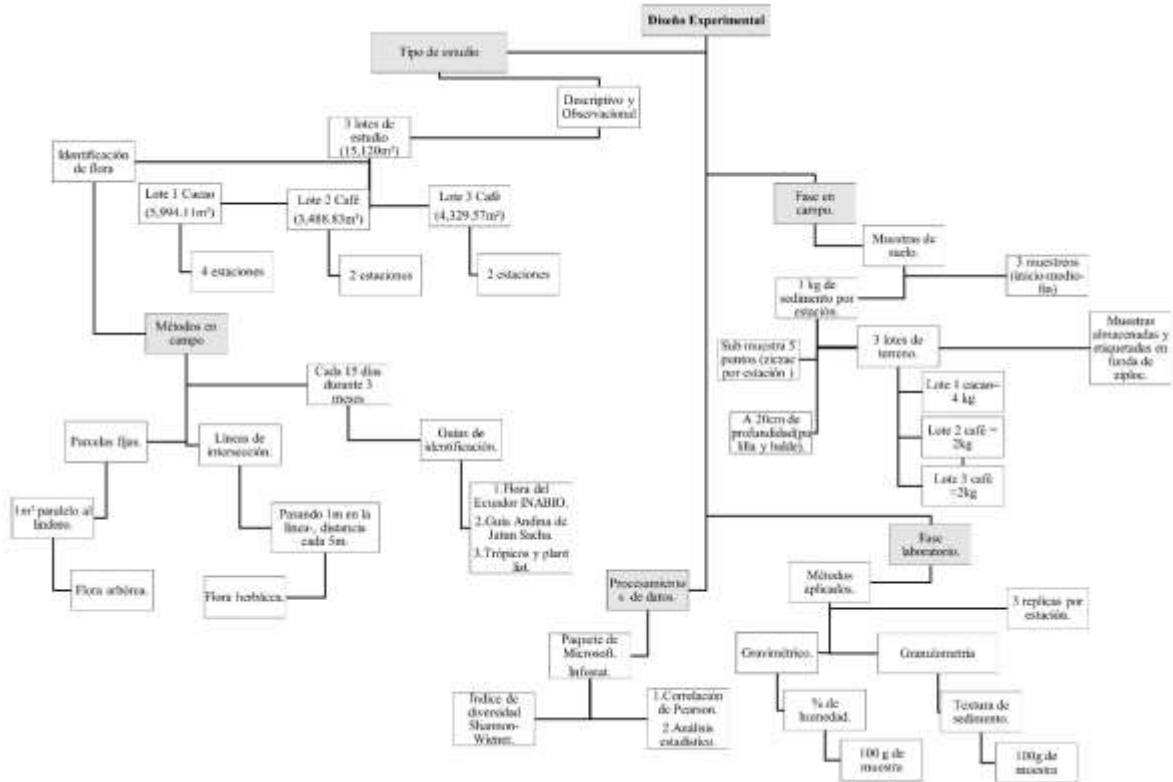 Diseño Experimental
Tipo de estudio
Descriptivo y
Observacional
3 lotes de
estudio
(15,120m²)
Identificación
de flora
Lote 1 Cacao
(5,994.11m²)
Lote 2 Café
(3,488.83m²)
Lote 3 Café
(4,329.57m²)
4 estaciones
2 estaciones
2 estaciones
Métodos en
campo
Cada 15 días
durante 3
meses
Parcelas fijas.
Líneas de
intersección.
Guías de
identificación.
1m² paralelo al
lindero.
Pasando 1m en la
línea-, distancia
cada 5m.
1.Flora del
Ecuador INABIO.
2.Guía Andina de
Jatun Sacha.
3.Trópicos y plant
list.
Flora arbórea.
Flora herbácea.
Fase en
campo.
Muestras de
suelo.
3 muestreos
(inicio-medio-
fin)
1 kg de
sedimento por
estación.
Sub muestra 5
puntos (ziczac
por estación )
3 lotes de
terreno.
Muestras
almacenadas y
etiquetadas en
funda de
ziploc.
Lote 1 cacao=
4 kg
A 20cm de
profundidad(pa
lilla y balde).
Lote 2 café =
2kg
Lote 3 café
=2kg
Fase
laboratorio.
Métodos
aplicados.
3 replicas por
estación.
Gravimétrico.
Granulometría
% de
humedad.
Textura de
sedimento.
100 g de
muestra
100g de
muestra
Procesamiento
s de datos.
Paquete de
Microsoft.
Infostat.
Índice de
diversidad
Shannon-
Wiener.
1.Correlación
de Pearson.
2.Análisis
estadístico.